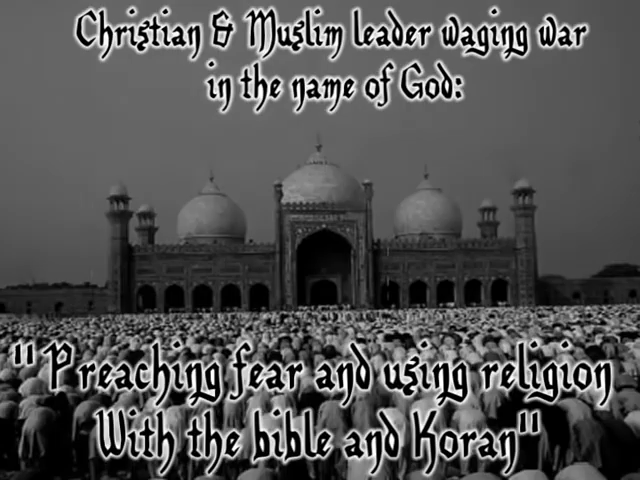 Christian & Muslim leader waging war
in the name of God:
"Preaching fear and using religion
With the bible and Koran"